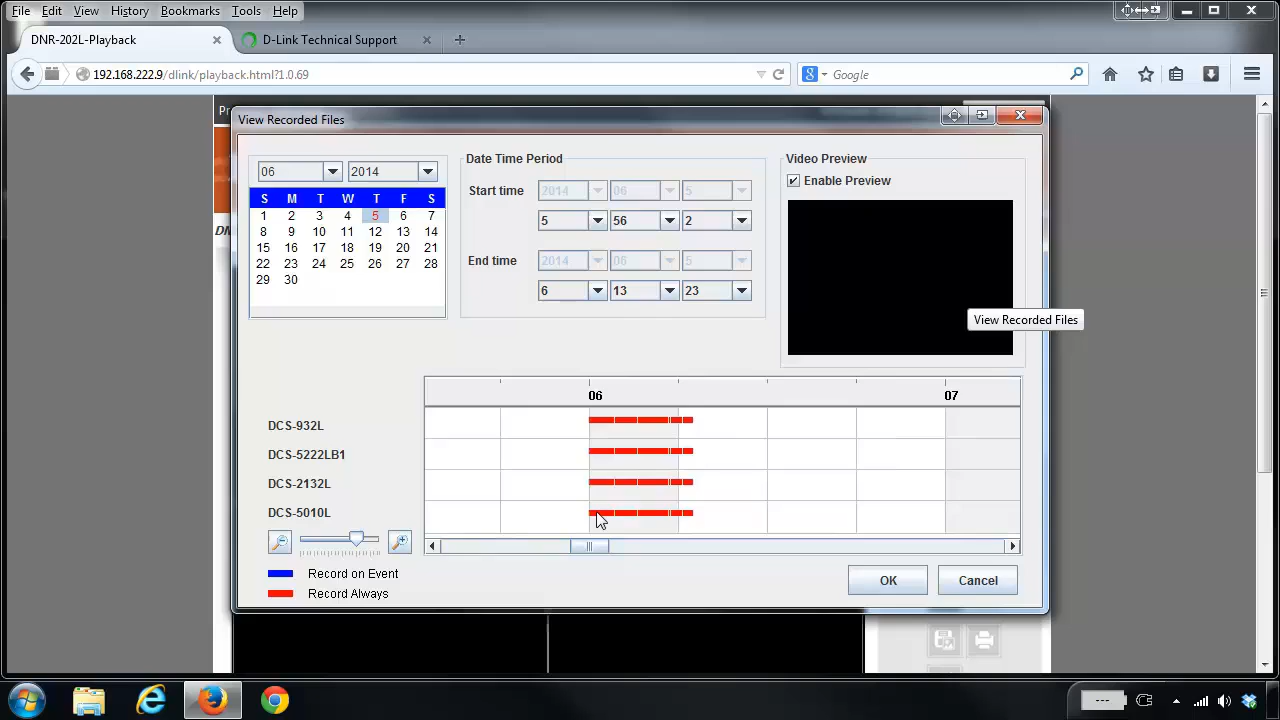 File Edit View History Bookmarks Tools Help
DNR-202L-Playback
D-Link Technical Support
192.168.222.9/dlink/playback.html?1.0.69
Google
Pr
View Recorded Files
06 2014
S M T W T F S
1 2 3 4 5 6 7
8 9 10 11 12 13 14
15 16 17 18 19 20 21
22 23 24 25 26 27 28
29 30
Date Time Period
Start time 2014 06 5
5 56 2
End time 2014 06 5
6 13 23
Video Preview
Enable Preview
View Recorded Files
DN
06 07
DCS-932L
DCS-5222LB1
DCS-2132L
DCS-5010L
Record on Event
Record Always
OK Cancel